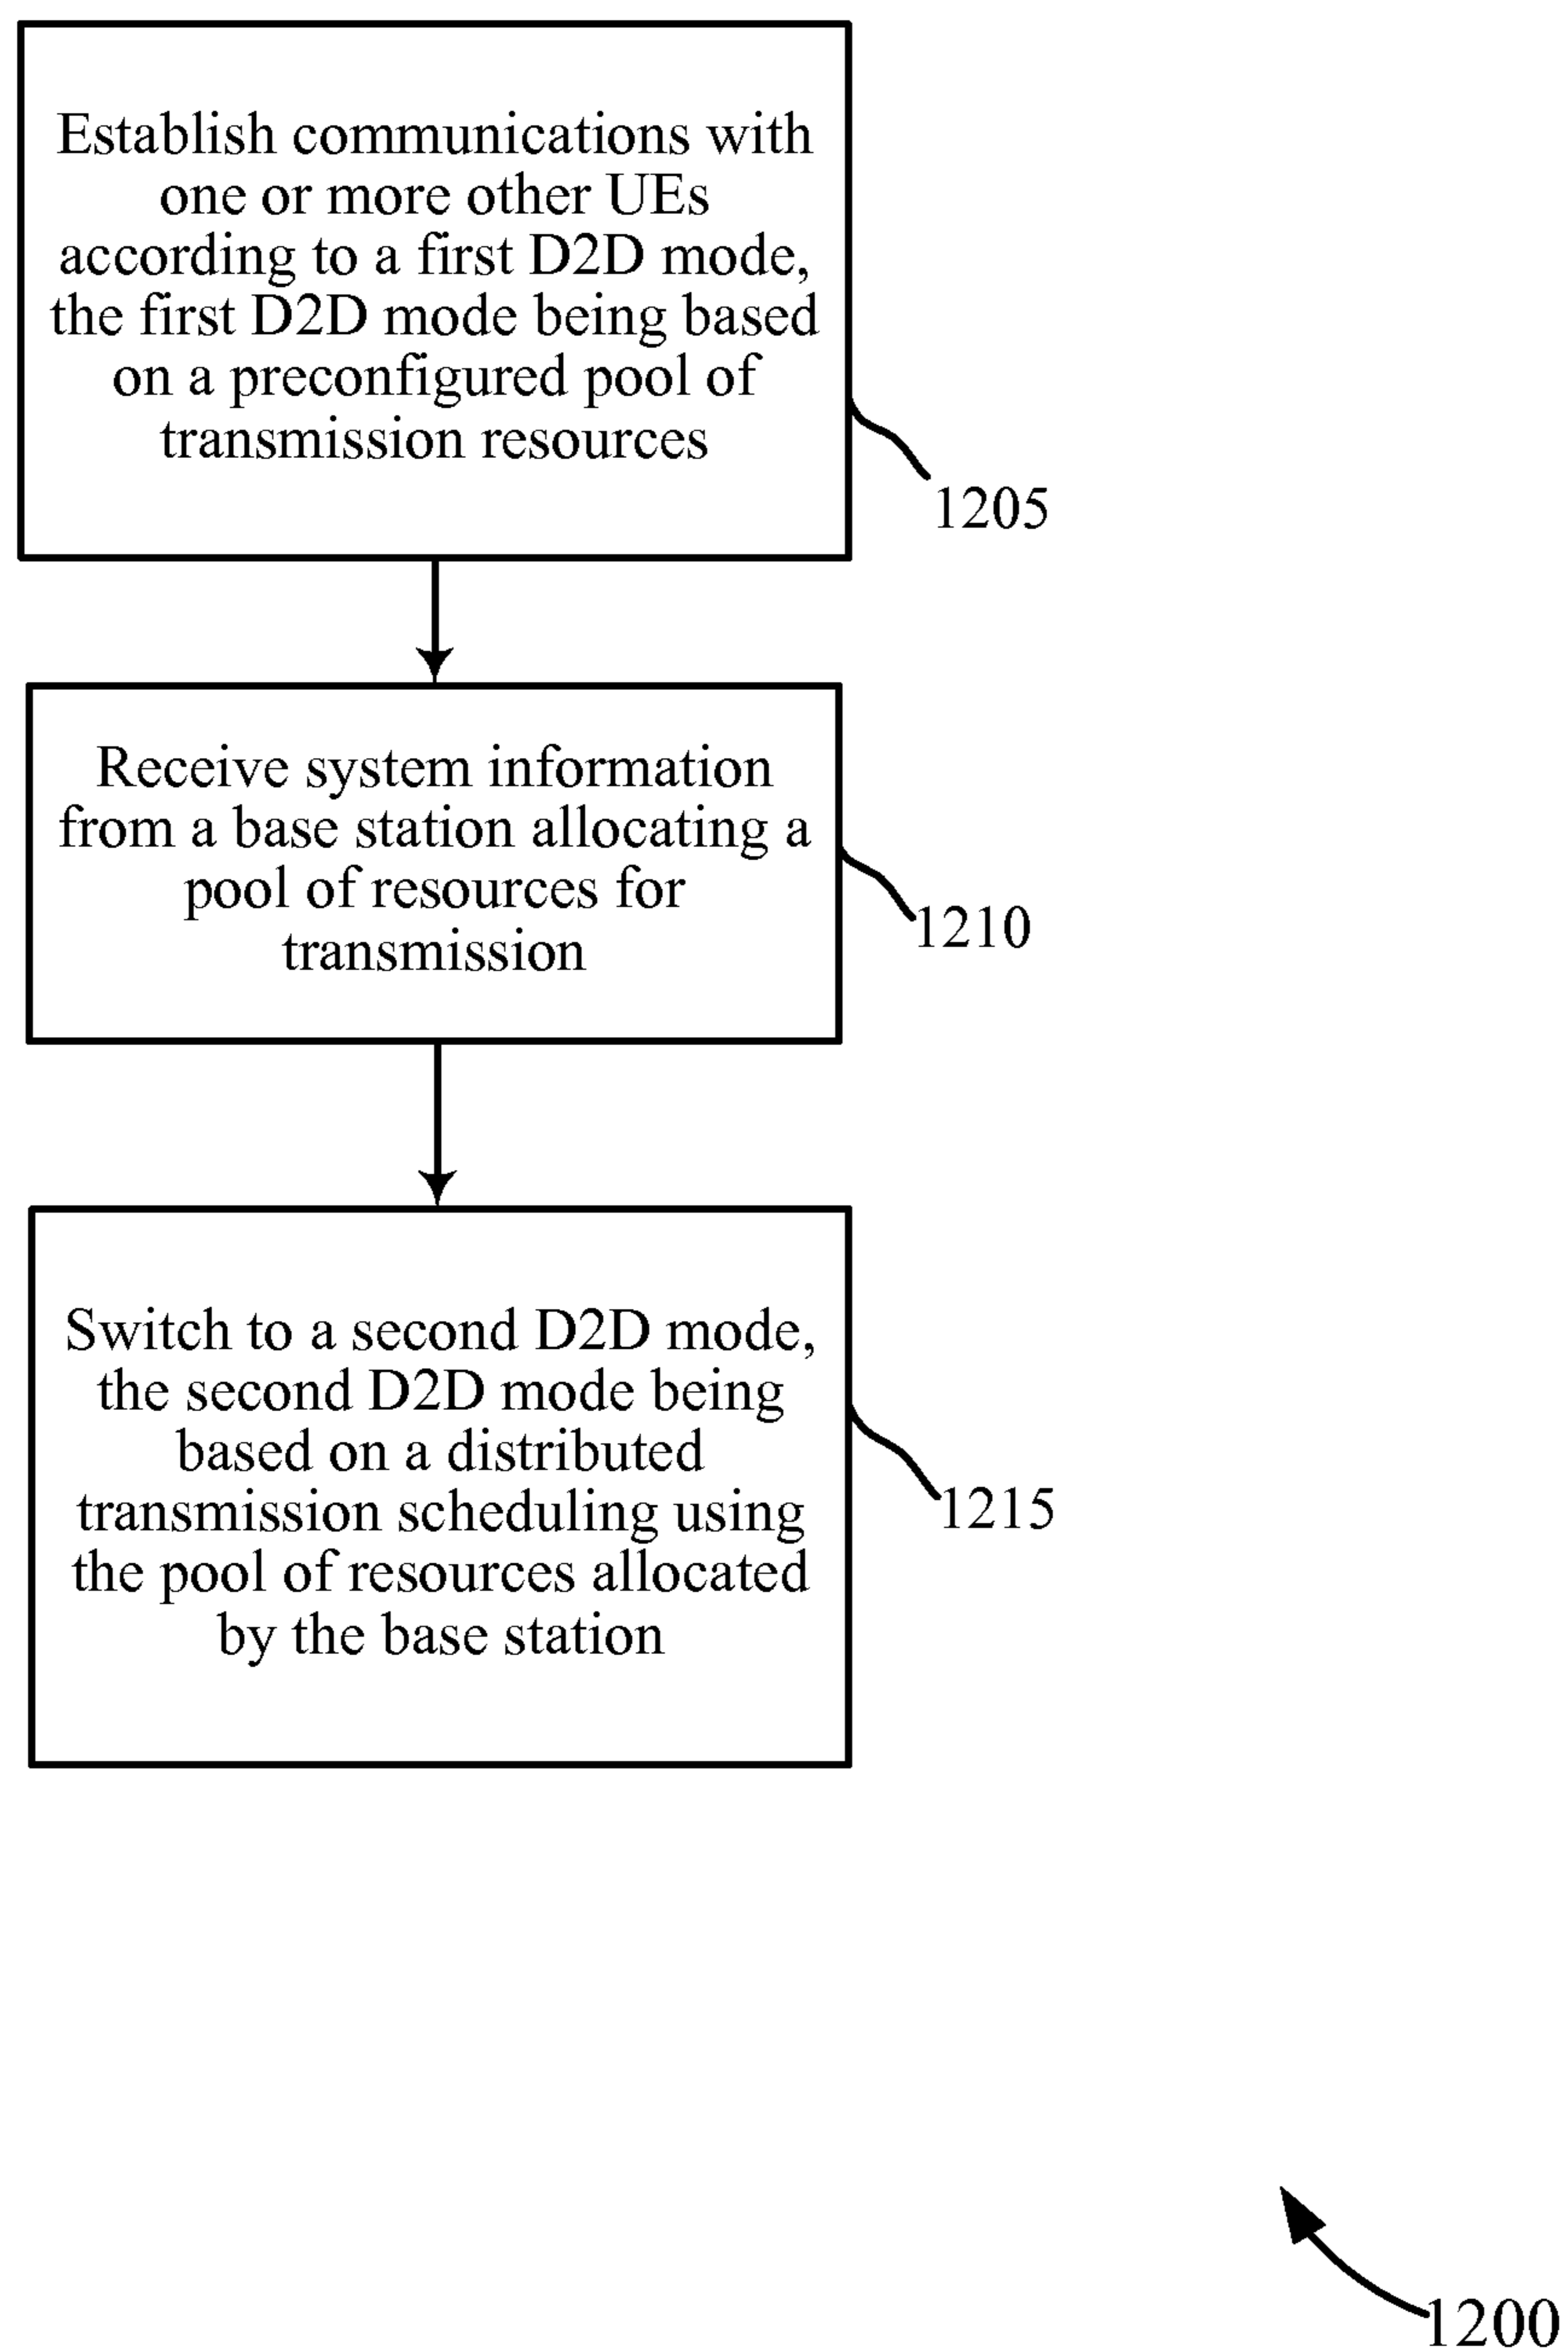 Establish communications with
one or more other UEs
according to a first D2D mode,
the first D2D mode being based
on a preconfigured pool of
transmission resources
1205
Receive system information
from a base station allocating a
pool of resources for
transmission
1210
Switch to a second D2D mode,
the second D2D mode being
based on a distributed
transmission scheduling using
the pool of resources allocated
by the base station
1215
1200